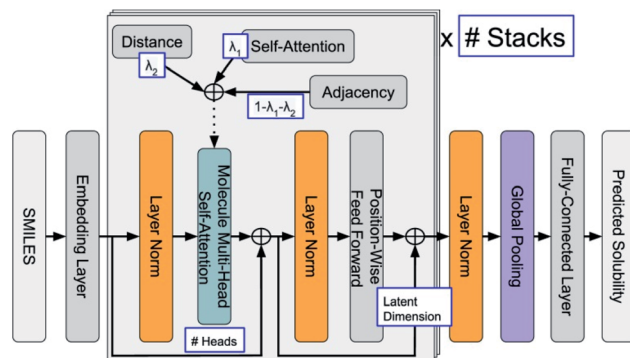 Distance
λ1
Self-Attention
x # Stacks
λ2
Adjacency
1-λ1-λ2
SMILES
Embedding Layer
Layer Norm
Molecule Multi-Head
Self-Attention
Layer Norm
Position-Wise
Feed Forward
Layer Norm
Global Pooling
Fully-Connected
Layer
Predicted Solubility
# Heads
Latent
Dimension